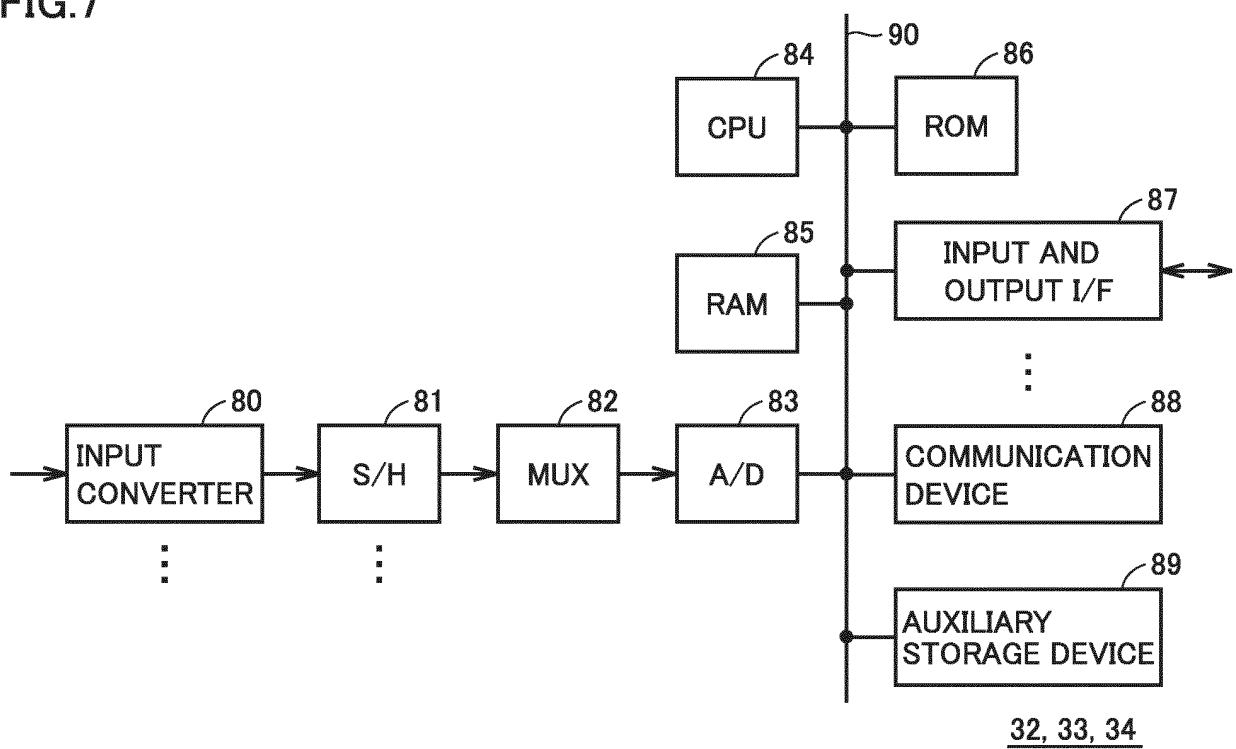 FIG.7
90
84
CPU
86
ROM
87
INPUT AND
OUTPUT I/F
85
RAM
80
INPUT
CONVERTER
81
S/H
82
MUX
83
A/D
88
COMMUNICATION
DEVICE
89
AUXILIARY
STORAGE DEVICE
32, 33, 34